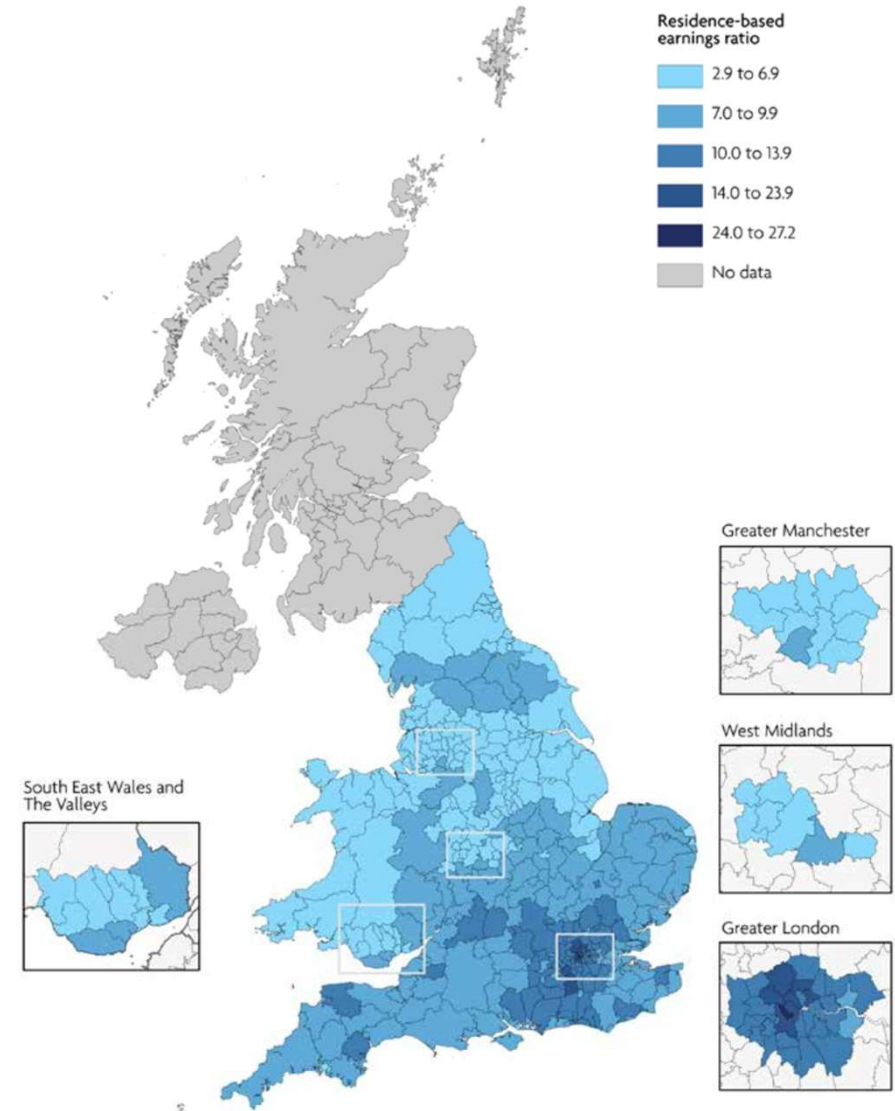 Residence-based
earnings ratio
2.9 to 6.9
7.0 to 9.9
10.0 to 13.9
14.0 to 23.9
24.0 to 27.2
No data
Greater Manchester
West Midlands
South East Wales and
The Valleys
Greater London